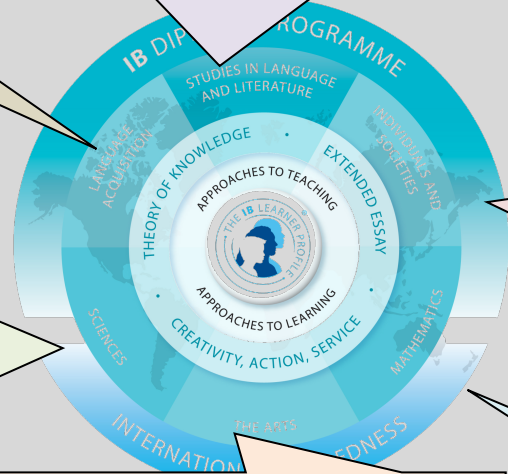 IB DIP ROGRAMME
STUDIES IN LANGUAGE
AND LITERATURE
LANGUAGE
ACQUISITION
INDIVIDUALS AND
SOCIETIES
THEORY OF KNOWLEDGE
EXTENDED ESSAY
APPROACHES TO TEACHING
THE IB LEARNER PROFILE
APPROACHES TO LEARNING
CREATIVITY, ACTION, SERVICE
SCIENCES
MATHEMATICS
THE ARTS
INTERNATION EDNESS